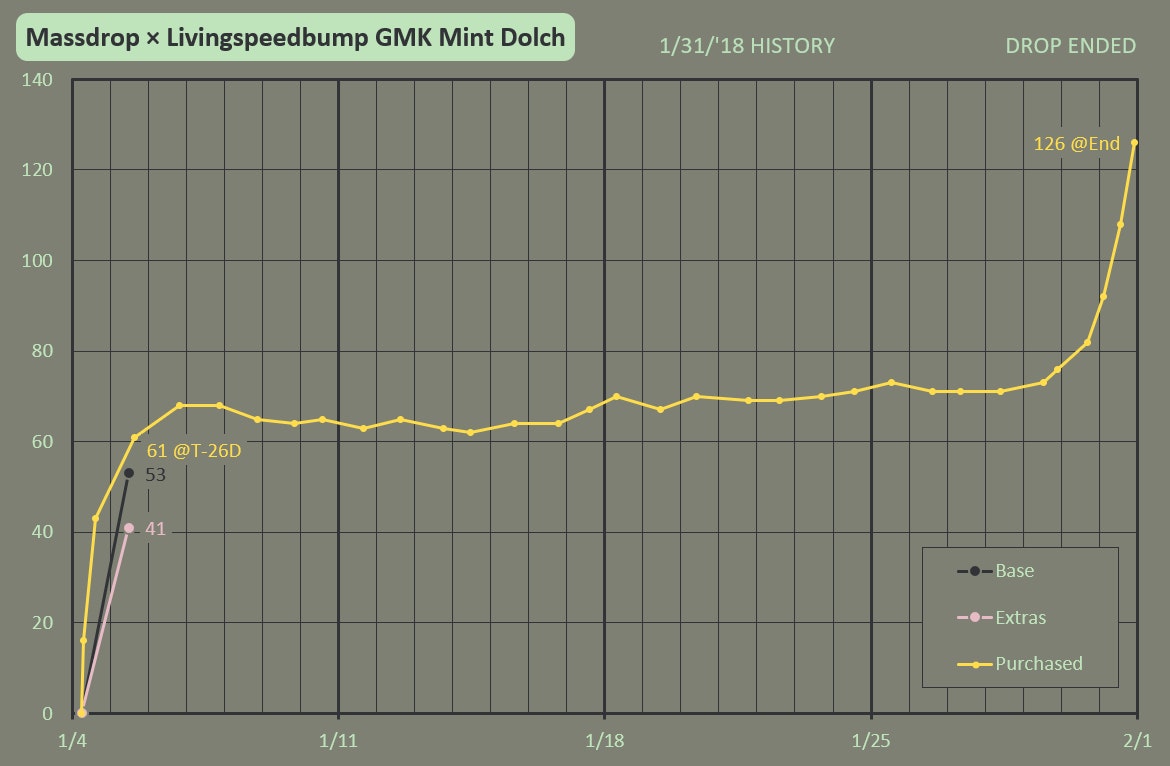 Massdrop × Livingspeedbump GMK Mint Dolch
1/31/'18 HISTORY
DROP ENDED
140
120
100
80
60
40
20
0
126 @End
61 @T-26D
53
41
Base
Extras
Purchased
1/4
1/11
1/18
1/25
2/1